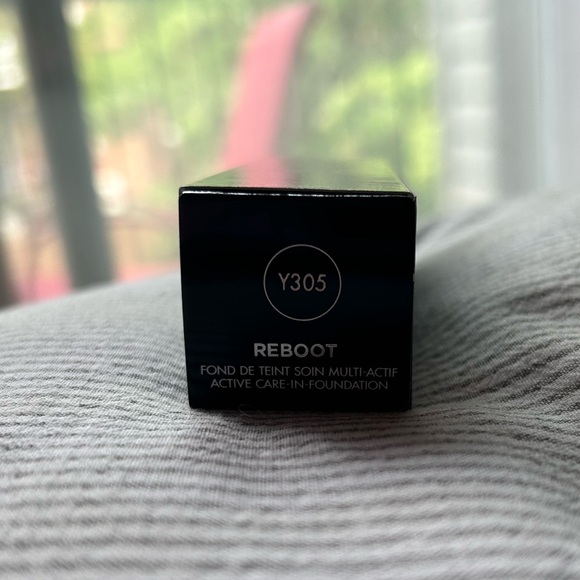 Y305
REBOOT
FOND DE TEINT SOIN MULTI-ACTIF
ACTIVE CARE-IN-FOUNDATION